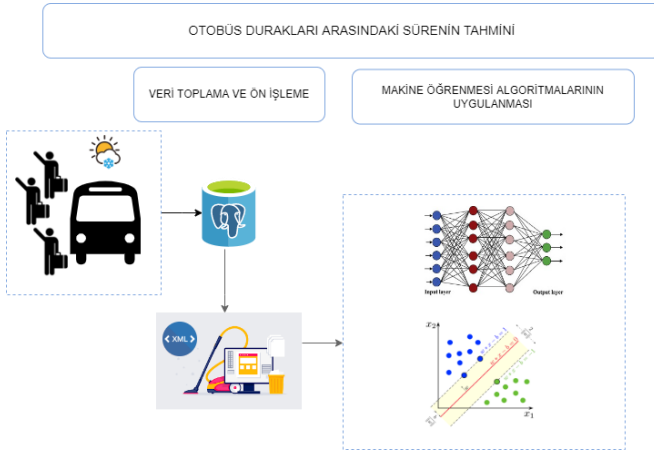 OTOBÜS DURAKLARI ARASINDAKİ SÜRENİN TAHMİNİ
VERİ TOPLAMA VE ÖN İŞLEME
MAKİNE ÖĞRENMESİ ALGORİTMALARININ
UYGULANMASI
Input layer
Output layer
< XML >
x₂
x₁